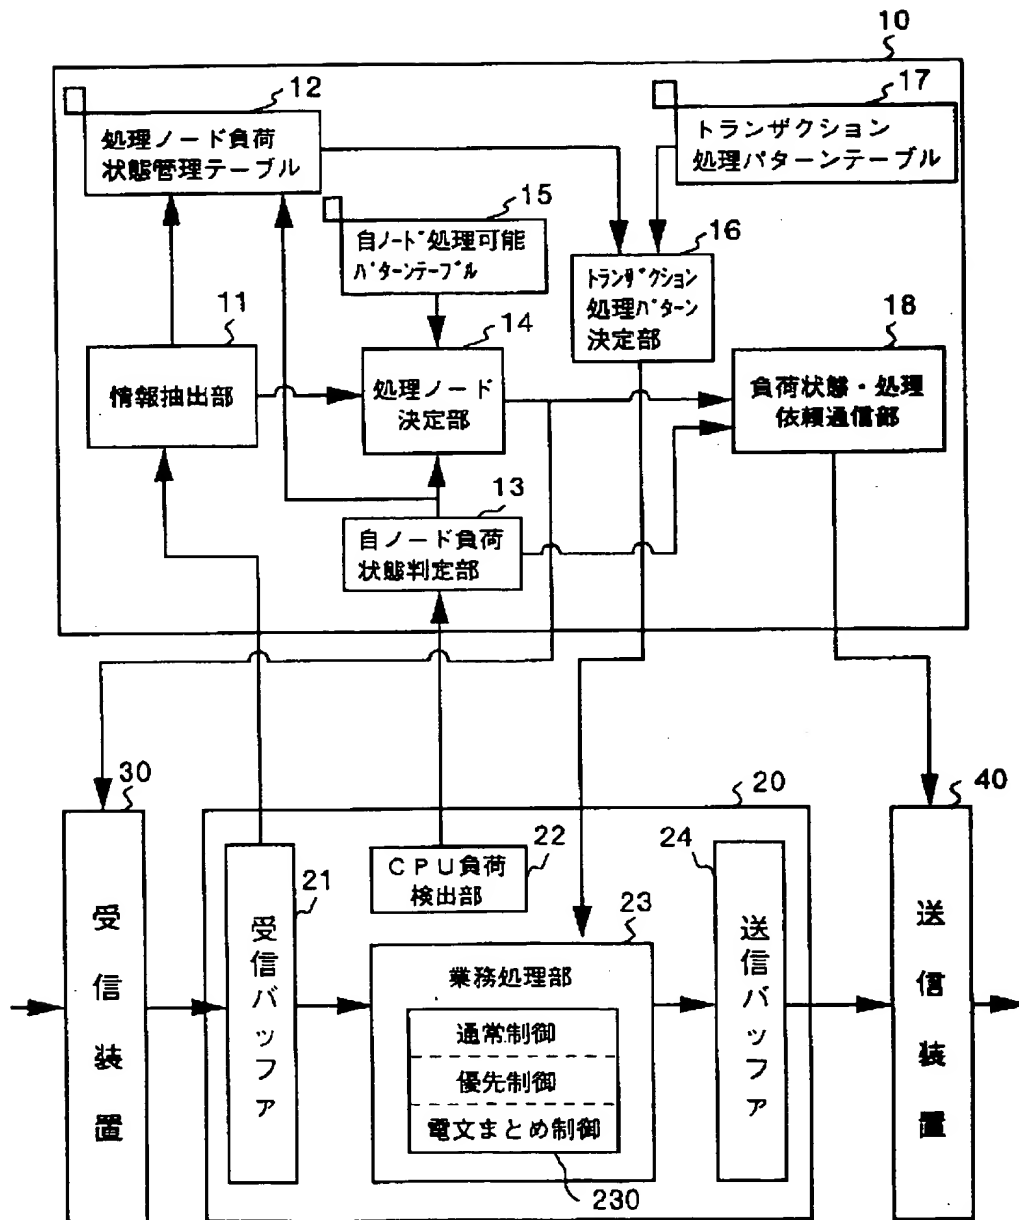 10
12
処理ノード負荷
状態管理テーブル
17
トランザクション
処理パターンテーブル
15
自ノード処理可能
パターンテーブル
16
トランザクション
処理パターン
決定部
11
情報抽出部
14
処理ノード
決定部
18
負荷状態・処理
依頼通信部
13
自ノード負荷
状態判定部
30
受信装置
20
21
受信バッファ
22
CPU負荷
検出部
23
業務処理部
通常制御
優先制御
電文まとめ制御
230
24
送信バッファ
40
送信装置